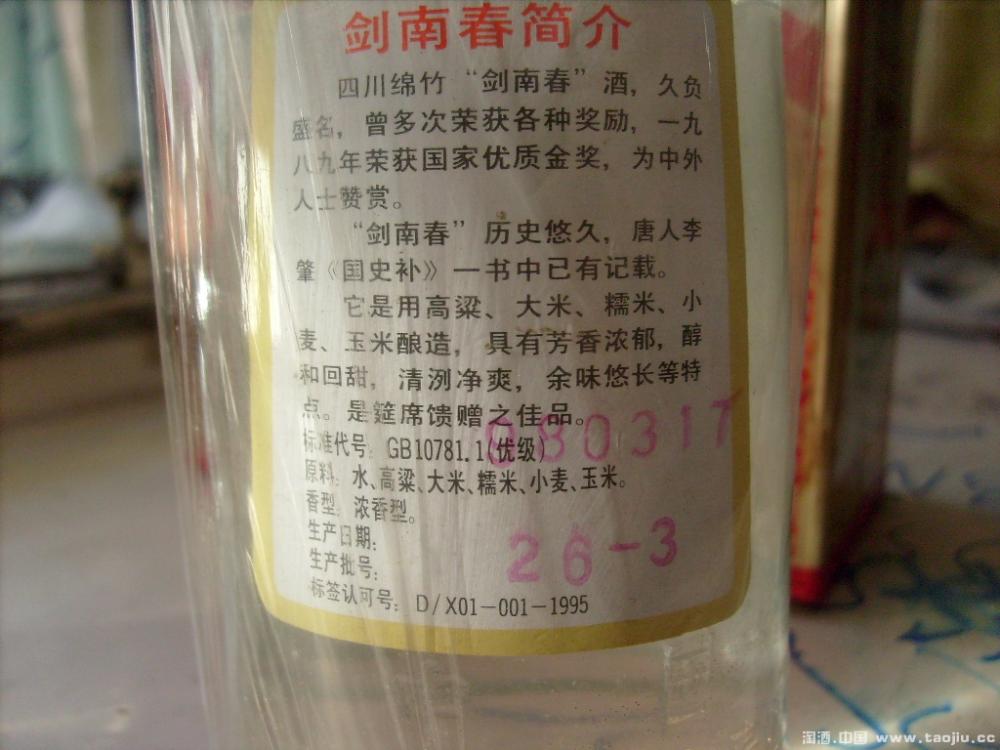 剑南春简介
四川绵竹“剑南春”酒，久负
盛名，曾多次荣获各种奖励，一九
八九年荣获国家优质金奖，为中外
人士赞赏。
“剑南春”历史悠久，唐人李
肇《国史补》一书中已有记载。
它是用高粱、大米、糯米、小
麦、玉米酿造，具有芳香浓郁，醇
和回甜，清洌净爽，余味悠长等特
点。是筵席馈赠之佳品。
标准代号：GB10781.1(优级)
980317
原料：水、高粱、大米、糯米、小麦、玉米。
香型：浓香型。
生产日期：
26-3
生产批号：
标签认可号：D/X01-001-1995
淘酒.中国 www.taojiu.cc